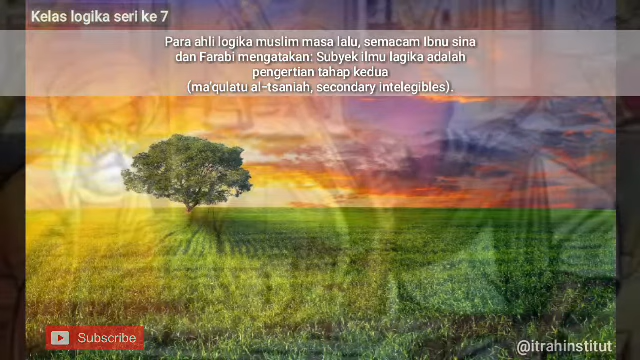 Kelas logika seri ke 7
Para ahli logika muslim masa lalu, semacam Ibnu sina
dan Farabi mengatakan: Subyek ilmu lagika adalah
pengertian tahap kedua
(ma'qulatu al-tsaniah, secondary intelegibles).
Subscribe
@itrahinstitut